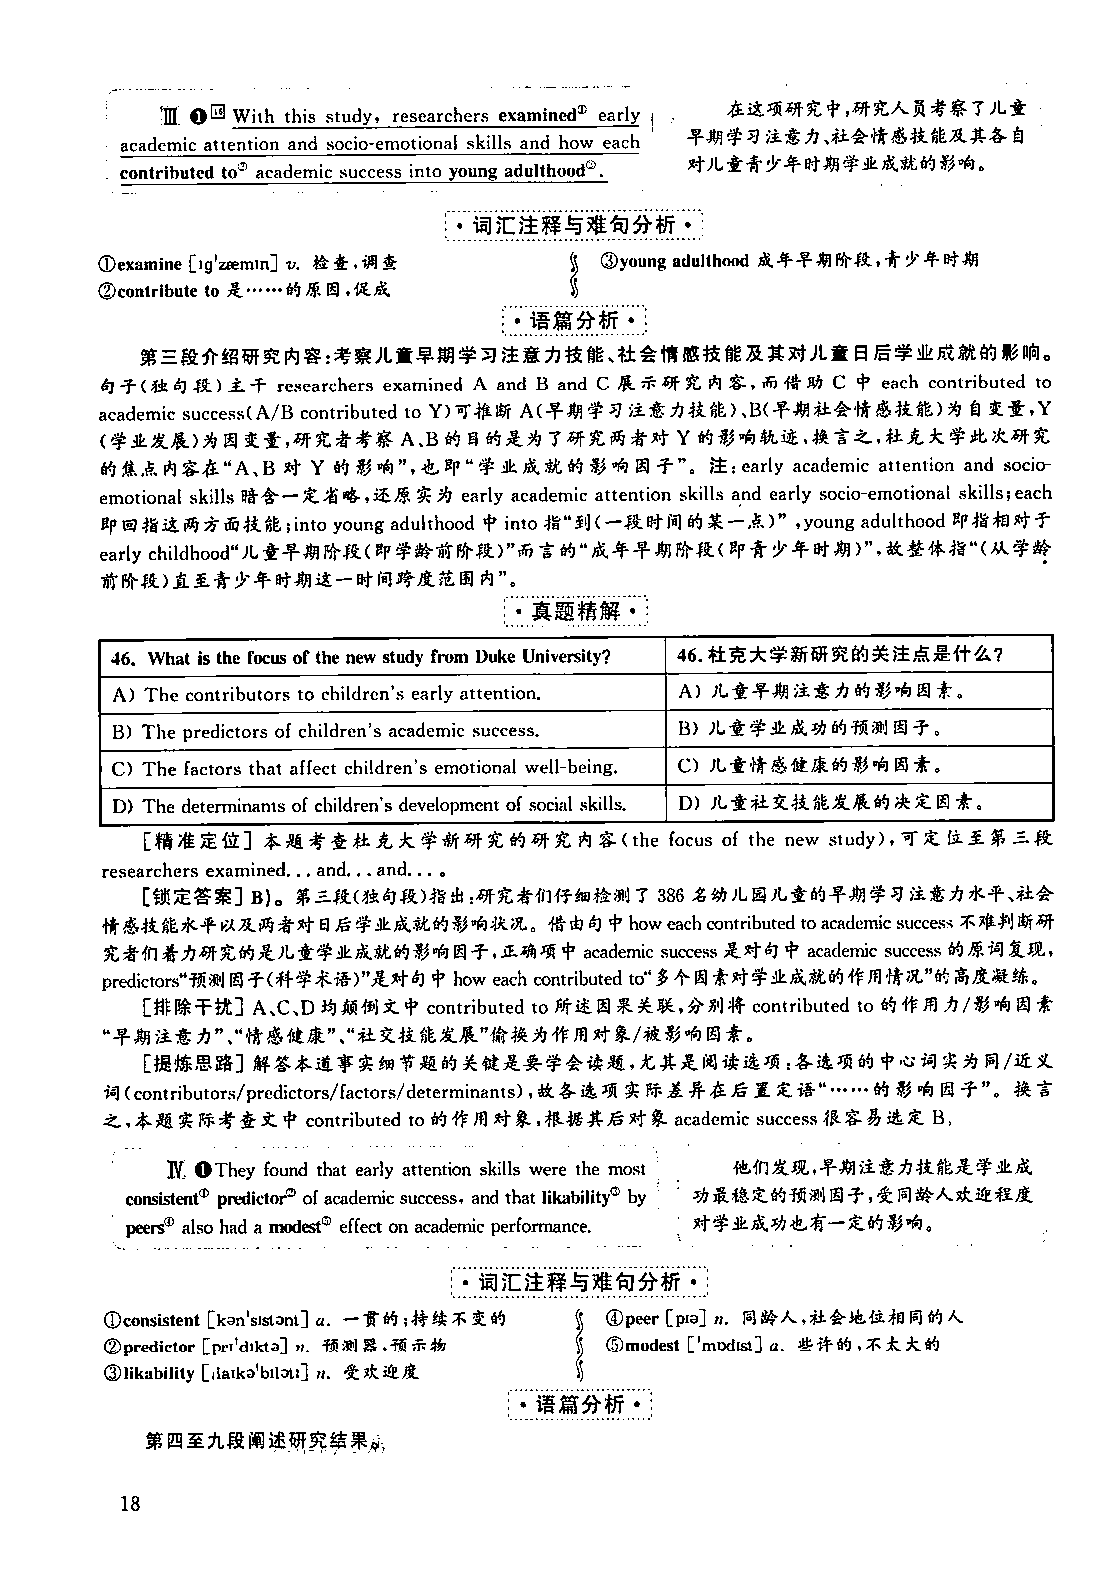 Ⅲ ❶[46] With this study, researchers examined① early
academic attention and socio-emotional skills and how each
contributed to② academic success into young adulthood③.
在这项研究中,研究人员考察了儿童
早期学习注意力、社会情感技能及其各自
对儿童青少年时期学业成就的影响。
·词汇注释与难句分析·
①examine [ɪgˈzæmɪn] v. 检查,调查
②contribute to 是……的原因,促成
③young adulthood 成年早期阶段,青少年时期
·语篇分析·
第三段介绍研究内容:考察儿童早期学习注意力技能、社会情感技能及其对儿童日后学业成就的影响。
句子(独句段)主干 researchers examined A and B and C 展示研究内容,而借助 C 中 each contributed to
academic success(A/B contributed to Y)可推断 A(早期学习注意力技能)、B(早期社会情感技能)为自变量,Y
(学业发展)为因变量,研究者考察 A、B 的目的是为了研究两者对 Y 的影响轨迹,换言之,杜克大学此次研究
的焦点内容在“A、B 对 Y 的影响”,也即“学业成就的影响因子”。注:early academic attention and socio-
emotional skills 暗含一定省略,还原实为 early academic attention skills and early socio-emotional skills;each
即回指这两方面技能;into young adulthood 中 into 指“到(一段时间的某一点)”,young adulthood 即指相对于
early childhood“儿童早期阶段(即学龄前阶段)”而言的“成年早期阶段(即青少年时期)”,故整体指“(从学龄
前阶段)直至青少年时期这一时间跨度范围内”。
·真题精解·
46. What is the focus of the new study from Duke University?
46. 杜克大学新研究的关注点是什么?
A) The contributors to children's early attention.
A) 儿童早期注意力的影响因素。
B) The predictors of children's academic success.
B) 儿童学业成功的预测因子。
C) The factors that affect children's emotional well-being.
C) 儿童情感健康的影响因素。
D) The determinants of children's development of social skills.
D) 儿童社交技能发展的决定因素。
[精准定位] 本题考查杜克大学新研究的研究内容(the focus of the new study),可定位至第三段
researchers examined... and... and... 。
[锁定答案] B)。第三段(独句段)指出:研究者们仔细检测了 386 名幼儿园儿童的早期学习注意力水平、社会
情感技能水平以及两者对日后学业成就的影响状况。借由句中 how each contributed to academic success 不难判断研
究者们着力研究的是儿童学业成就的影响因子,正确项中 academic success 是对句中 academic success 的原词复现,
predictors“预测因子(科学术语)”是对句中 how each contributed to“多个因素对学业成就的作用情况”的高度凝练。
[排除干扰] A、C、D 均颠倒文中 contributed to 所述因果关联,分别将 contributed to 的作用力/影响因素
“早期注意力”、“情感健康”、“社交技能发展”偷换为作用对象/被影响因素。
[提炼思路] 解答本道事实细节题的关键是要学会读题,尤其是阅读选项:各选项的中心词实为同/近义
词(contributors/predictors/factors/determinants),故各选项实际差异在后置定语“……的影响因子”。换言
之,本题实际考查文中 contributed to 的作用对象,根据其后对象 academic success 很容易选定 B。
Ⅳ ❶They found that early attention skills were the most
consistent① predictor② of academic success, and that likability③ by
peers④ also had a modest⑤ effect on academic performance.
他们发现,早期注意力技能是学业成
功最稳定的预测因子,受同龄人欢迎程度
对学业成功也有一定的影响。
·词汇注释与难句分析·
①consistent [kənˈsɪstənt] a. 一贯的;持续不变的
②predictor [prɪˈdɪktə] n. 预测器,预示物
③likability [ˌlaɪkəˈbɪlətɪ] n. 受欢迎度
④peer [pɪə] n. 同龄人,社会地位相同的人
⑤modest [ˈmɒdɪst] a. 些许的,不太大的
·语篇分析·
第四至九段阐述研究结果。
18